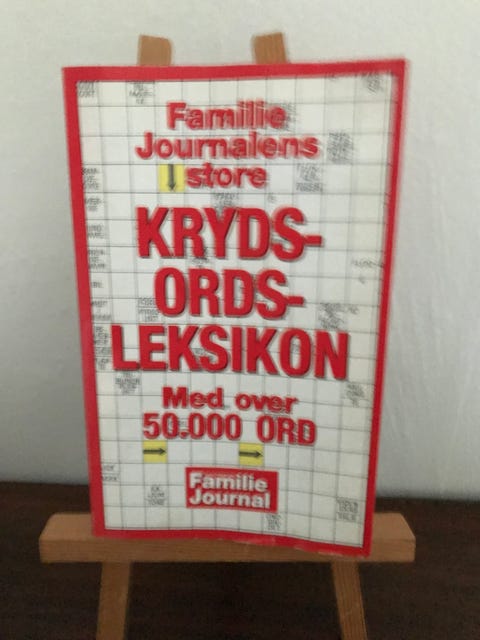 Familie
Journalens
store
KRYDS-
ORDS-
LEKSIKON
Med over
50.000 ORD
Familie
Journal